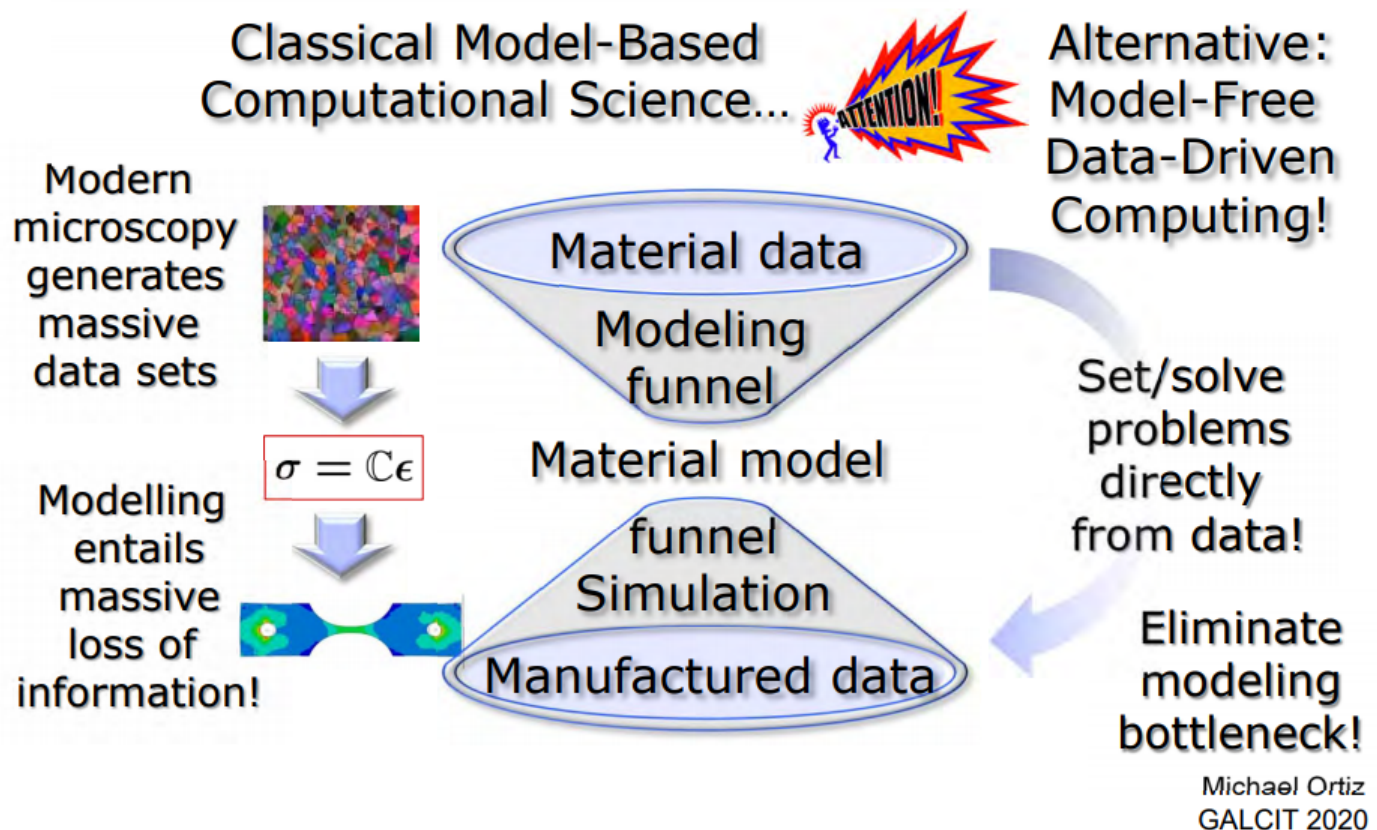 Classical Model-Based
Computational Science...
ATTENTION!!
Alternative:
Model-Free
Data-Driven
Computing!
Modern
microscopy
generates
massive
data sets
σ = ℂϵ
Modelling
entails
massive
loss of
information!
Material data
Modeling
funnel
Material model
funnel
Simulation
Manufactured data
Set/solve
problems
directly
from data!
Eliminate
modeling
bottleneck!
Michael Ortiz
GALCIT 2020